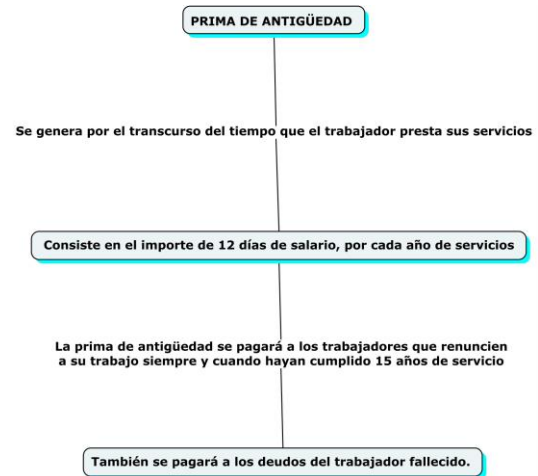 PRIMA DE ANTIGÜEDAD
Se genera por el transcurso del tiempo que el trabajador presta sus servicios
Consiste en el importe de 12 días de salario, por cada año de servicios
La prima de antigüedad se pagará a los trabajadores que renuncien
a su trabajo siempre y cuando hayan cumplido 15 años de servicio
También se pagará a los deudos del trabajador fallecido.